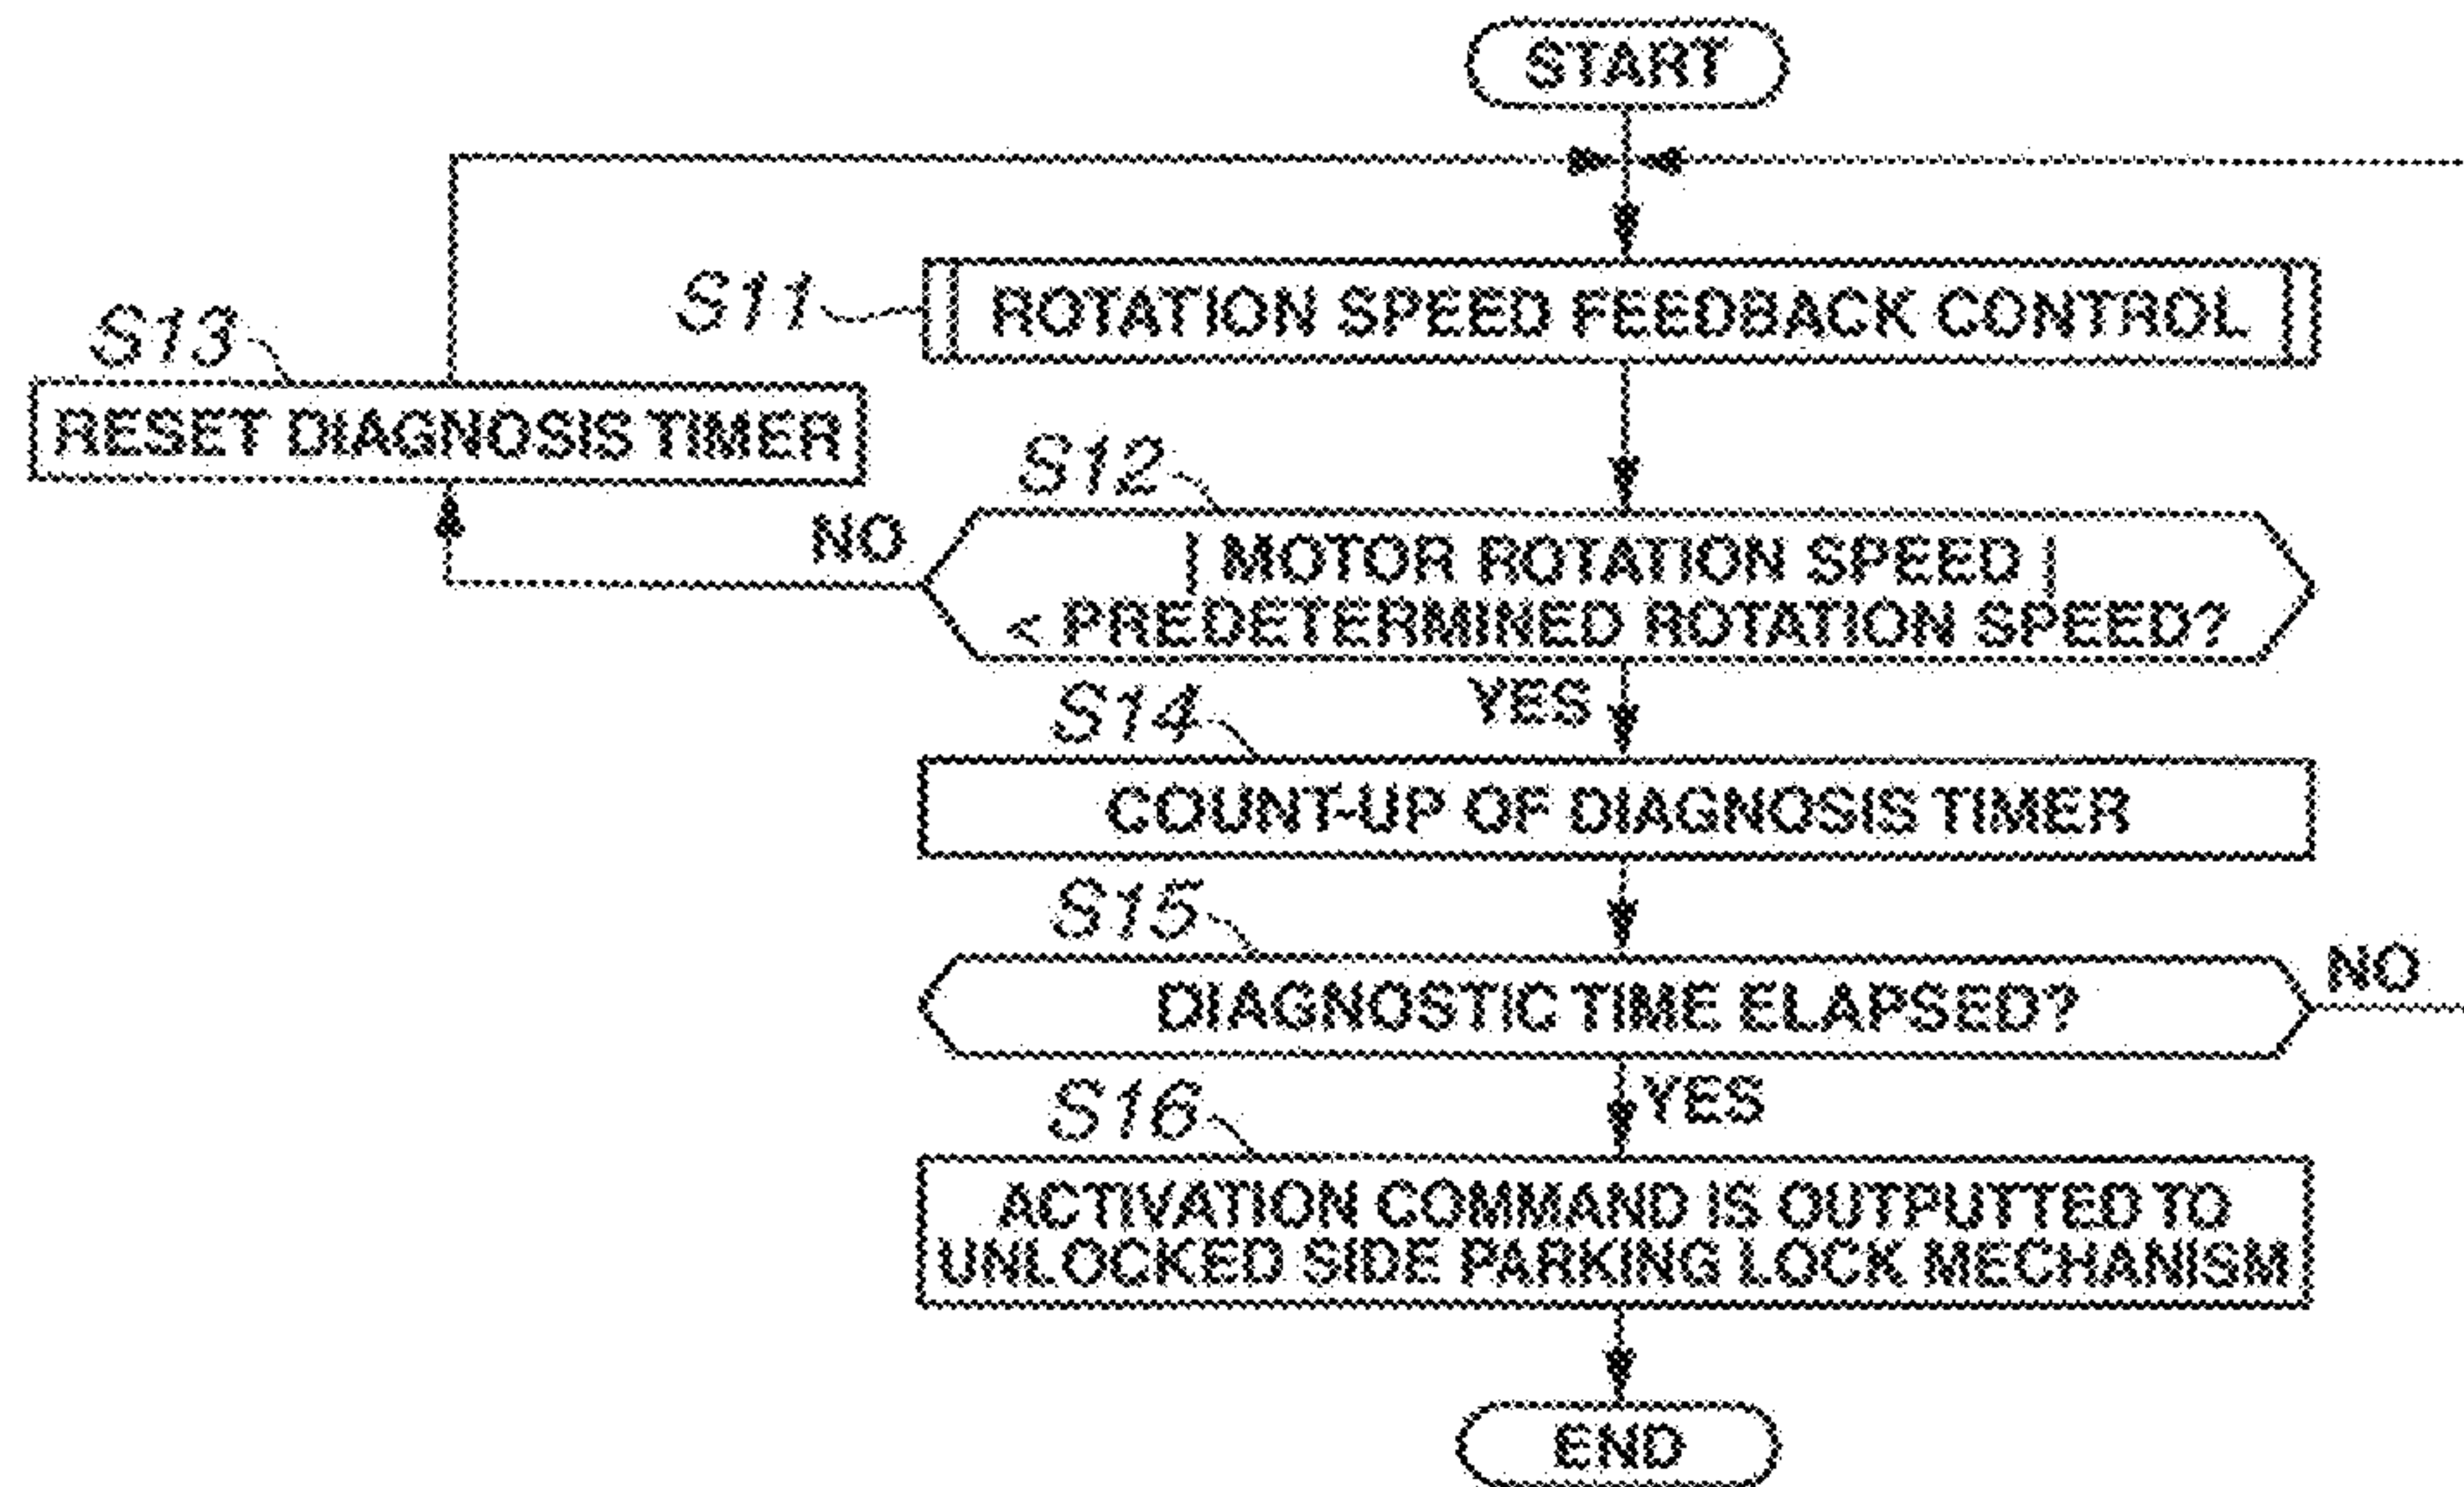 START
S11
ROTATION SPEED FEEDBACK CONTROL
S13
RESET DIAGNOSIS TIMER
S12
NO
| MOTOR ROTATION SPEED |
< PREDETERMINED ROTATION SPEED?
YES
S14
COUNT-UP OF DIAGNOSIS TIMER
S15
DIAGNOSTIC TIME ELAPSED?
NO
YES
S16
ACTIVATION COMMAND IS OUTPUTTED TO
UNLOCKED SIDE PARKING LOCK MECHANISM
END